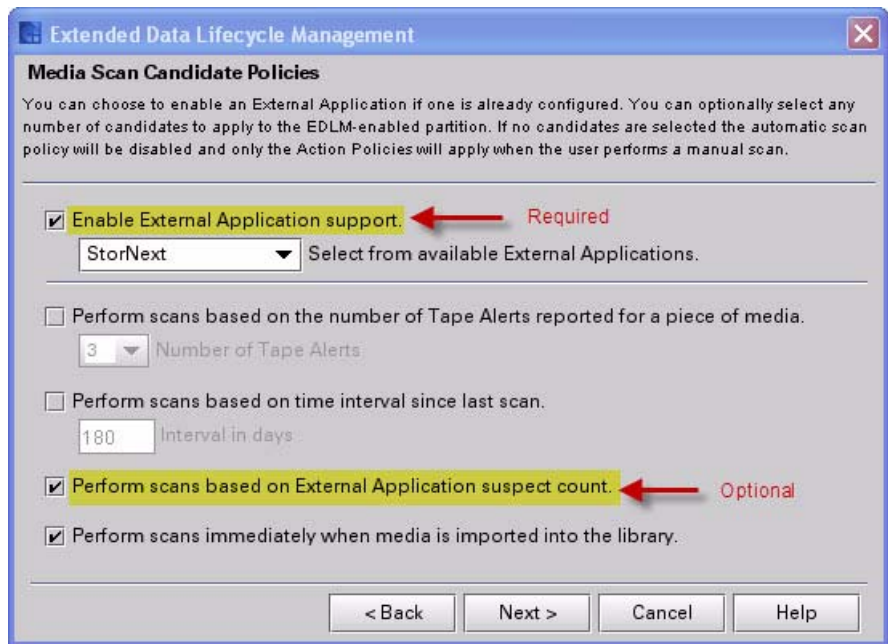 Extended Data Lifecycle Management
Media Scan Candidate Policies
You can choose to enable an External Application if one is already configured. You can optionally select any
number of candidates to apply to the EDLM-enabled partition. If no candidates are selected the automatic scan
policy will be disabled and only the Action Policies will apply when the user performs a manual scan.
Enable External Application support. Required
StorNext Select from available External Applications.
Perform scans based on the number of Tape Alerts reported for a piece of media.
3 Number of Tape Alerts
Perform scans based on time interval since last scan.
180 Interval in days
Perform scans based on External Application suspect count. Optional
Perform scans immediately when media is imported into the library.
< Back Next > Cancel Help